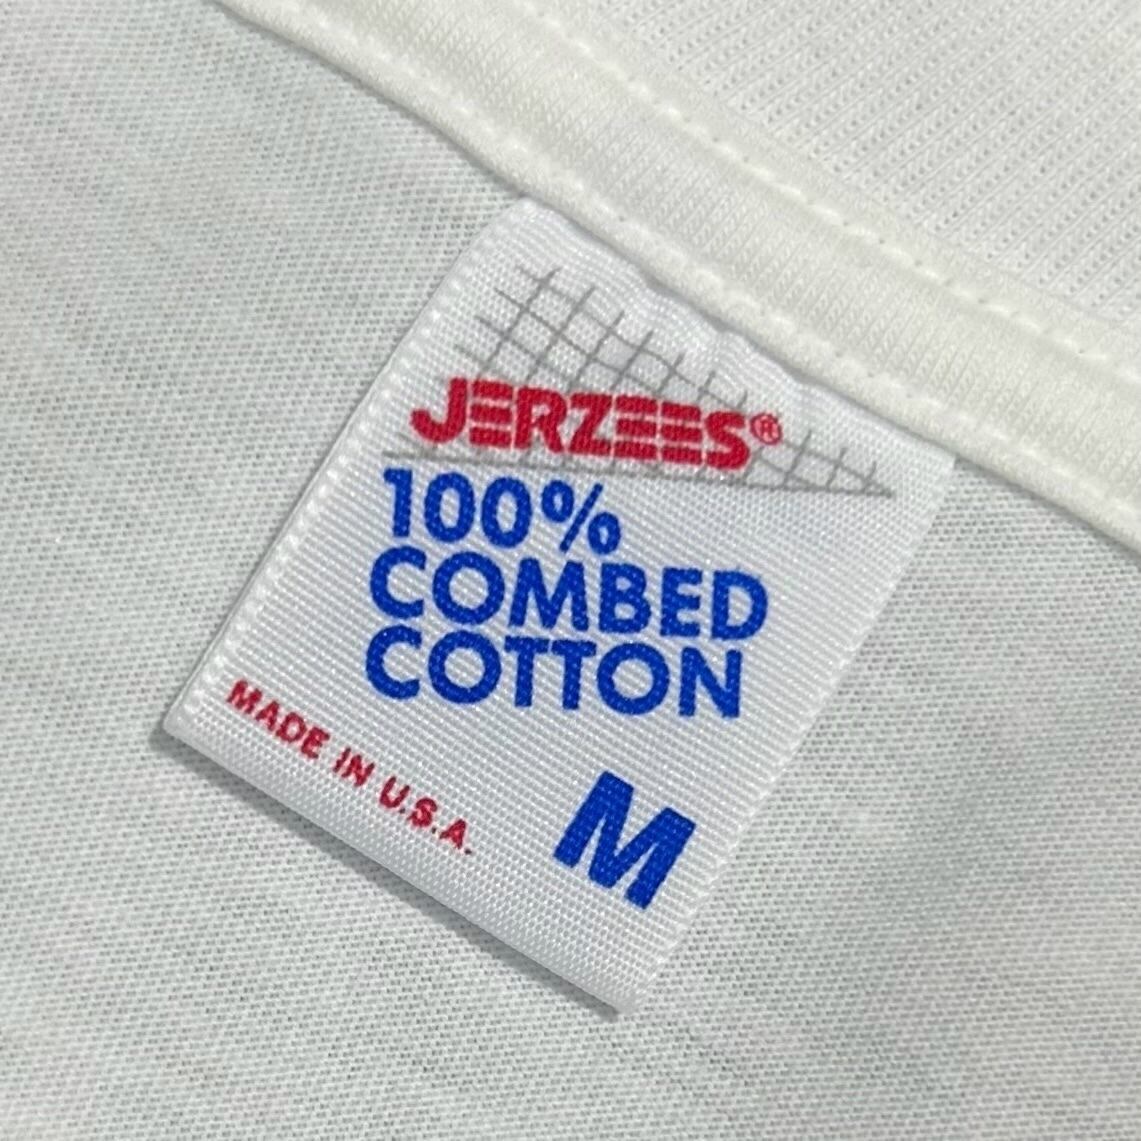 JERZEES®
100%
COMBED
COTTON
MADE IN U.S.A.
M